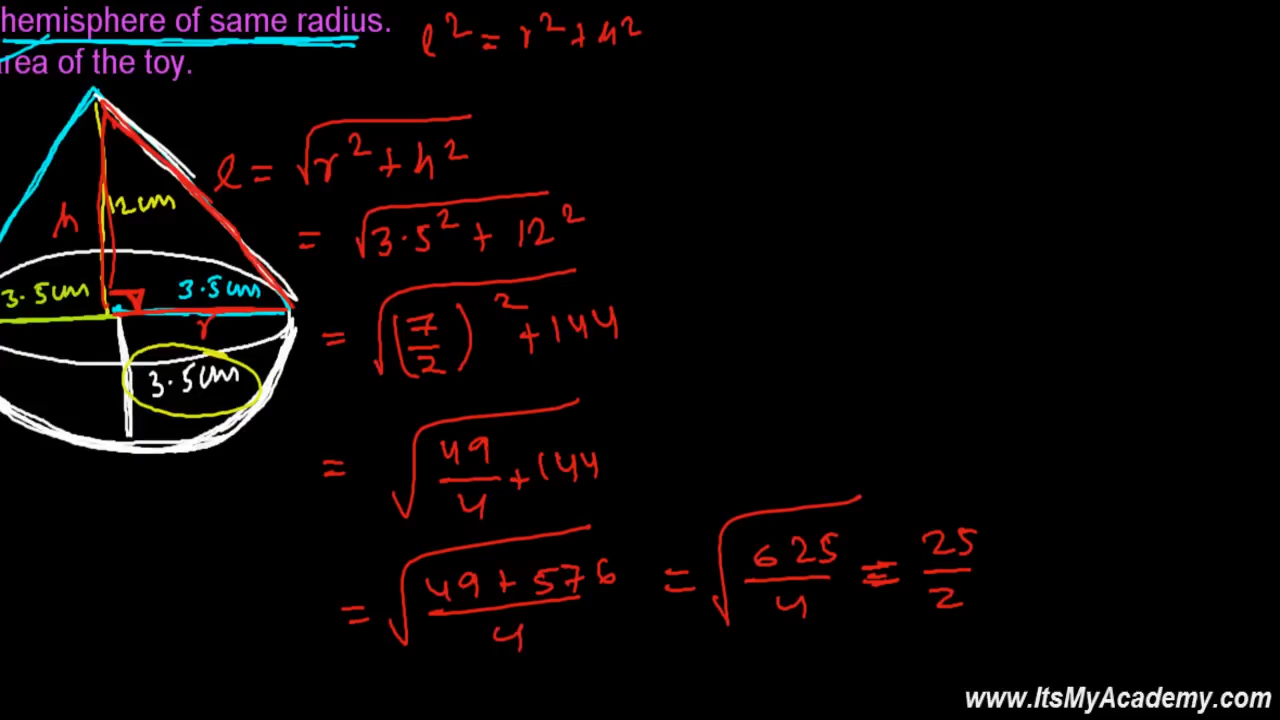 hemisphere of same radius.
area of the toy.
l² = r² + h²
l = √(r² + h²)
12cm
h
= √(3.5² + 12²)
3.5cm
3.5cm
r
= √((7/2)² + 144)
3.5cm
= √(49/4 + 144)
= √((49 + 576)/4) = √(625/4) = 25/2
www.ItsMyAcademy.com